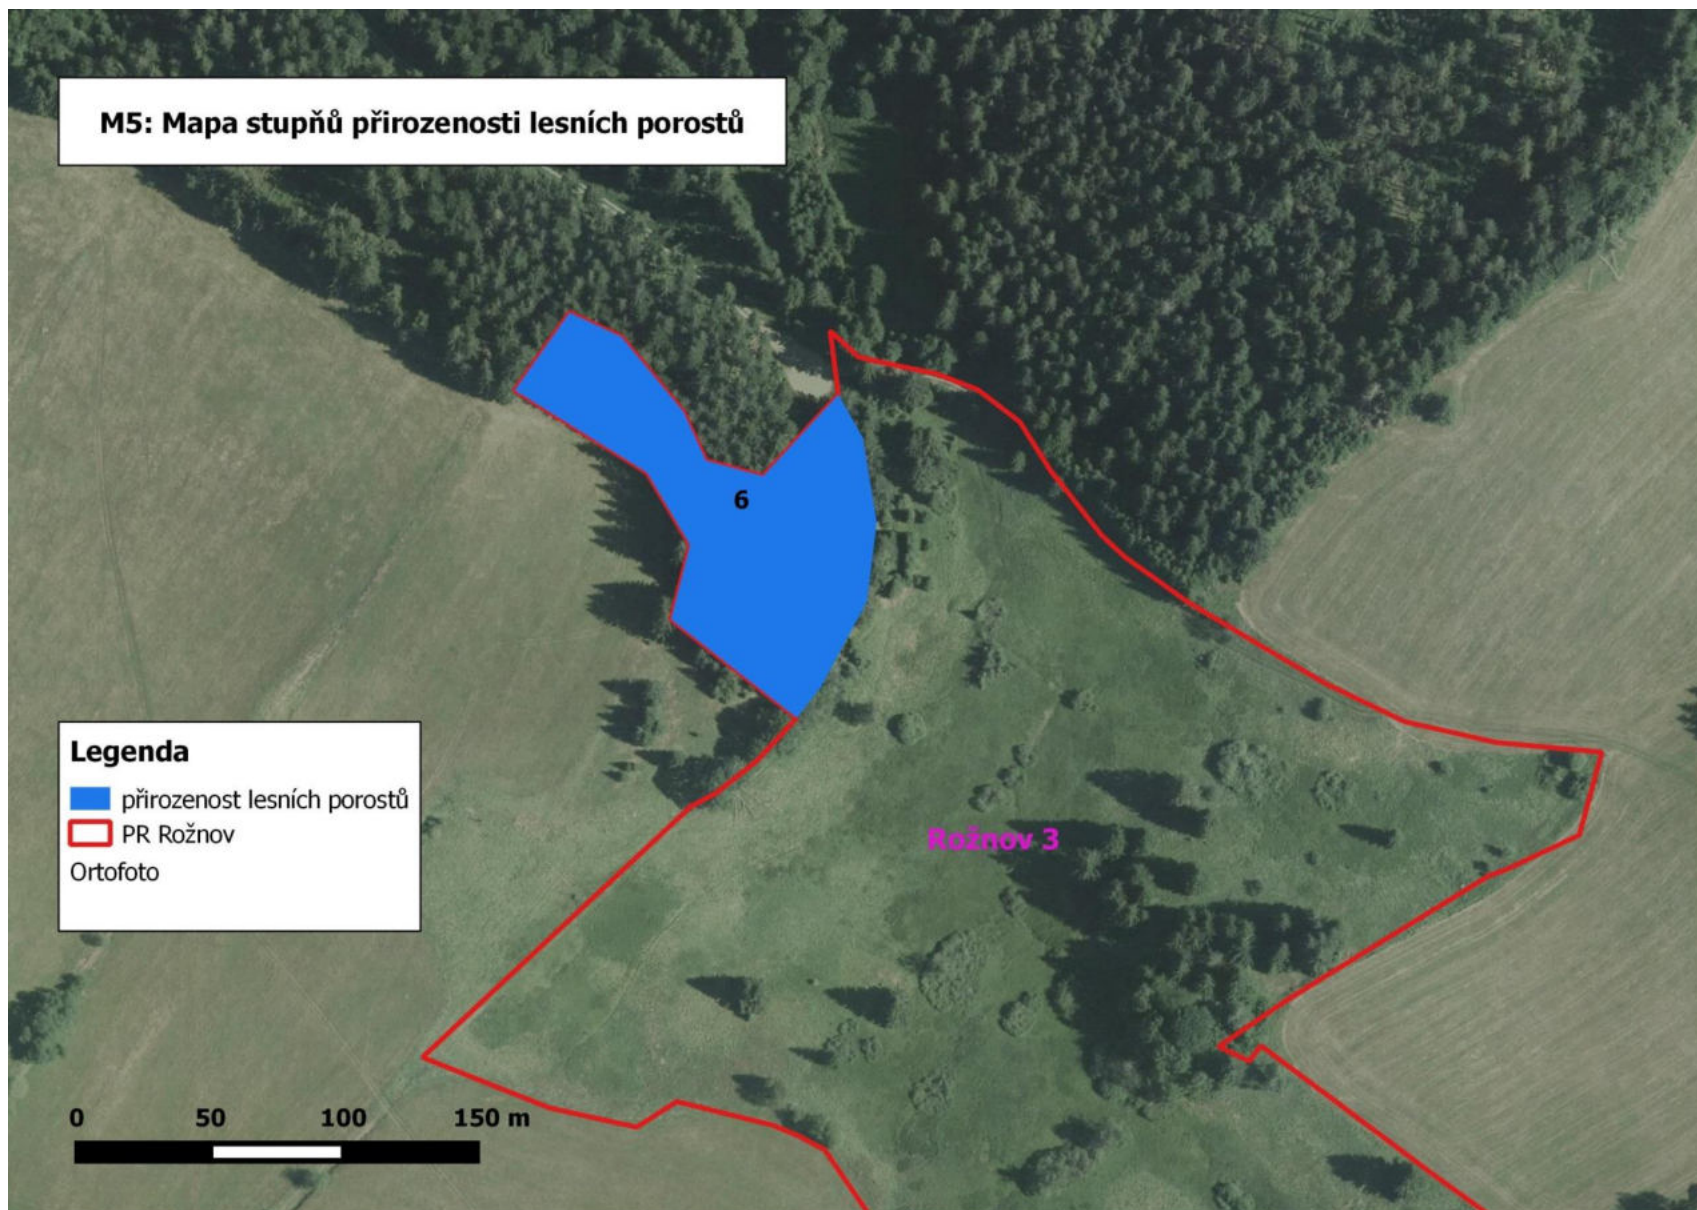 M5: Mapa stupňů přirozenosti lesních porostů
6
Rožnov 3
Legenda
přirozenost lesních porostů
PR Rožnov
Ortofoto
0 50 100 150 m